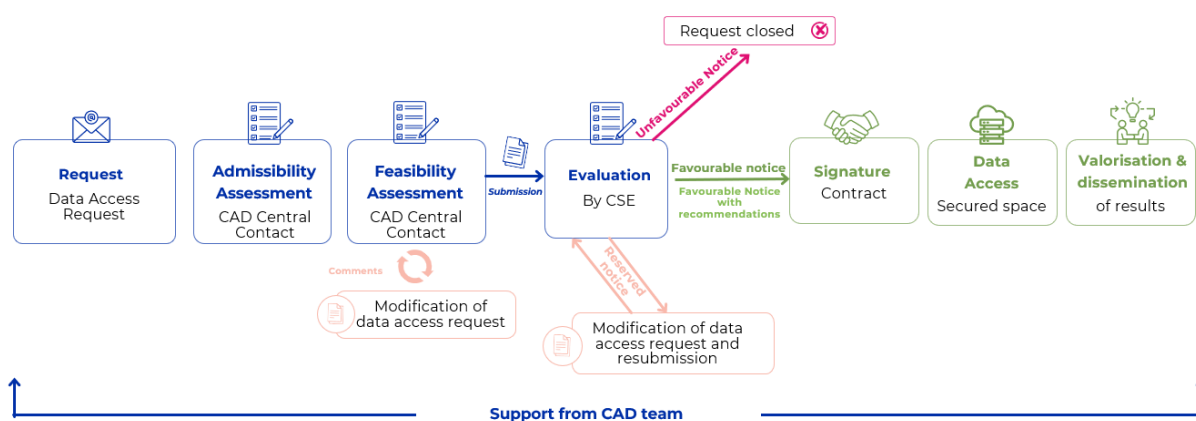 Request closed
Unfavourable Notice
Request
Data Access
Request
Admissibility
Assessment
CAD Central
Contact
Feasibility
Assessment
CAD Central
Contact
Submission
Evaluation
By CSE
Favourable notice
Favourable Notice
with
recommendations
Signature
Contract
Data
Access
Secured space
Valorisation &
dissemination
of results
Comments
Modification of
data access request
Reserved
notice
Modification of data
access request and
resubmission
Support from CAD team